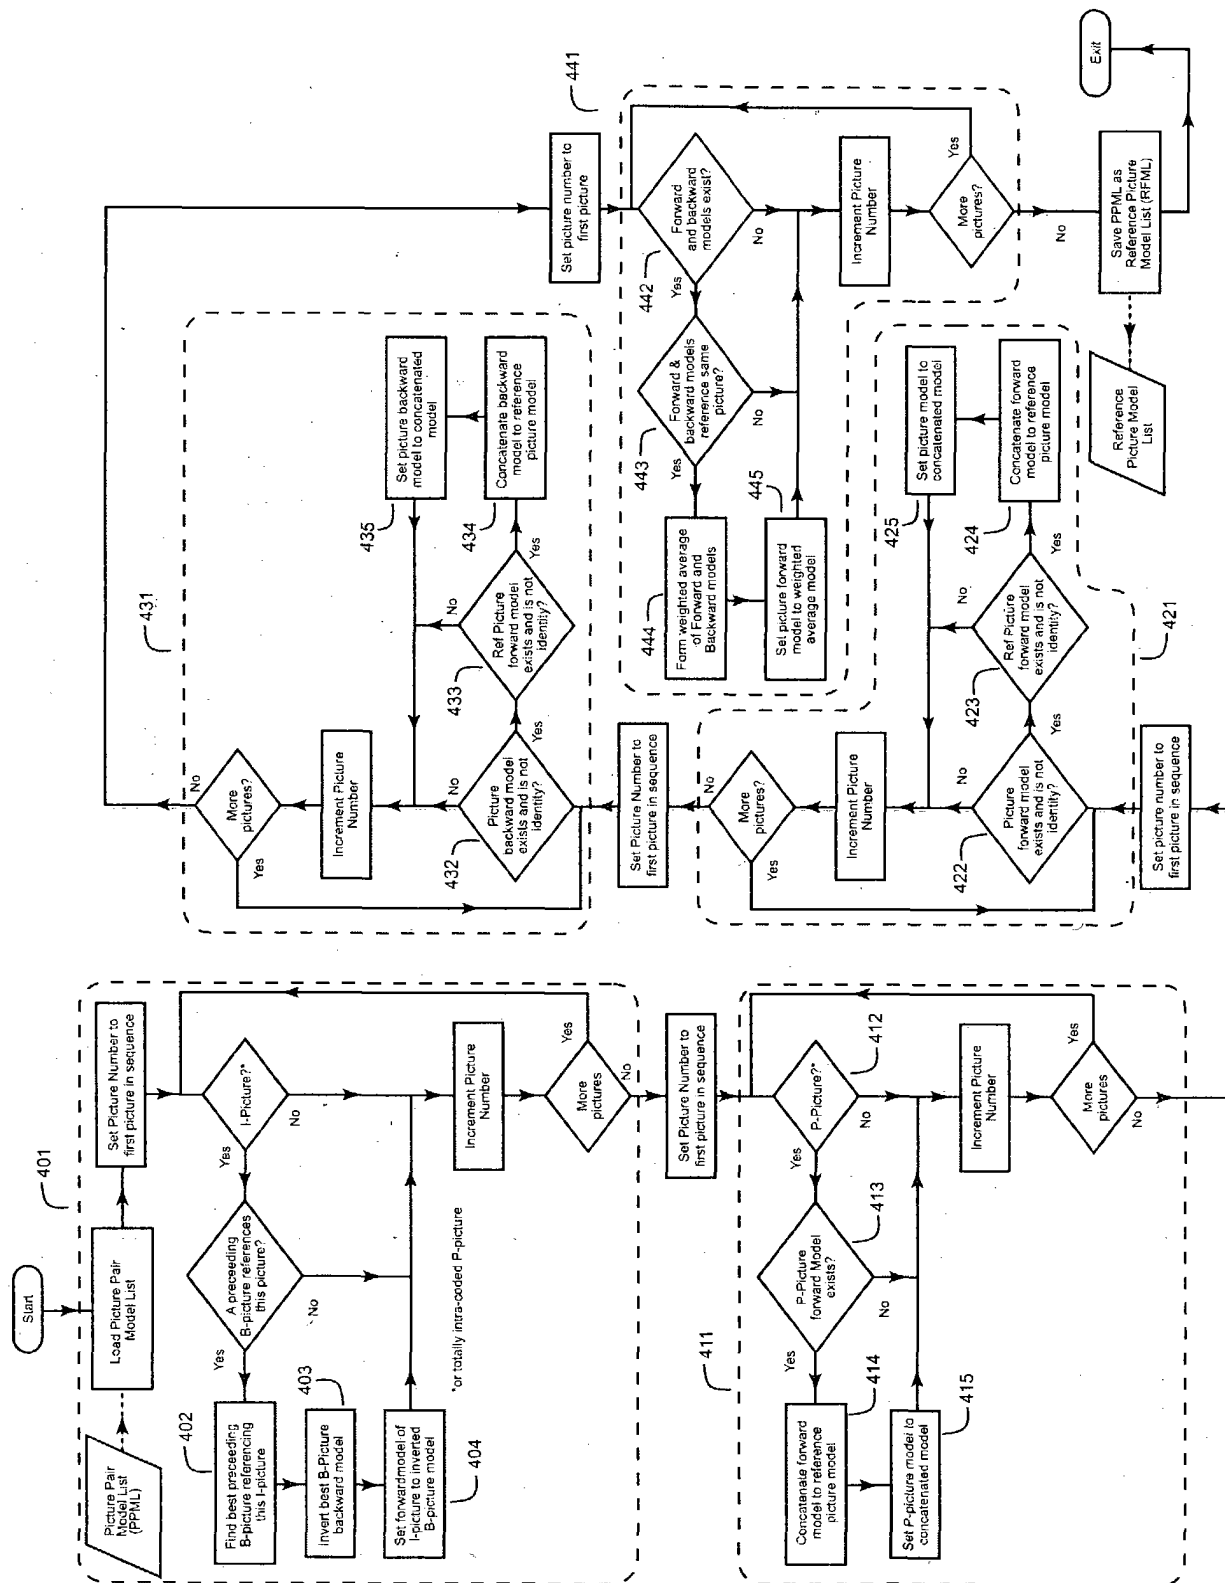 Start
Picture Pair
Model List
(PPML)
Load Picture Pair
Model List
Set Picture Number to
first picture in sequence
401
I-Picture?*
Yes
No
A preceeding
B-picture references
this picture?
Yes
No
402
Find best preceeding
B-picture referencing
this I-picture
403
Invert best B-Picture
backward model
Set forwardmodel of
I-picture to inverted
B-picture model
404
*or totally intra-coded P-picture
Increment Picture
Number
More
pictures
Yes
No
Set Picture Number to
first picture in sequence
411
P-Picture?*
412
Yes
No
P-Picture
forward Model
exists?
413
Yes
No
Concatenate forward
model to reference
picture model
414
Set P-picture model to
concatenated model
415
Increment Picture
Number
More
pictures
Yes
No
Set picture number to
first picture in sequence
421
Picture
forward model
exists and is not
identity?
422
Yes
No
Ref Picture
forward model
exists and is not
identity?
423
Yes
No
Concatenate forward
model to reference
picture model
424
Set picture model to
concatenated model
425
Increment Picture
Number
More
pictures?
Yes
No
Set Picture Number to
first picture in sequence
431
Picture
backward model
exists and is not
identity?
432
Yes
No
Ref Picture
forward model
exists and is not
identity?
433
Yes
No
Concatenate backward
model to reference
picture model
434
Set picture backward
model to concatenated
model
435
Increment Picture
Number
More
pictures?
Yes
No
Set picture number to
first picture
441
Forward
and backward
models exist?
442
Yes
No
Forward &
backward models
reference same
picture?
443
Yes
No
Form weighted average
of Forward and
Backward models
444
Set picture forward
model to weighted
average model
445
Increment Picture
Number
More
pictures?
Yes
No
Save PPML as
Reference Picture
Model List (RFML)
Reference
Picture Model
List
Exit